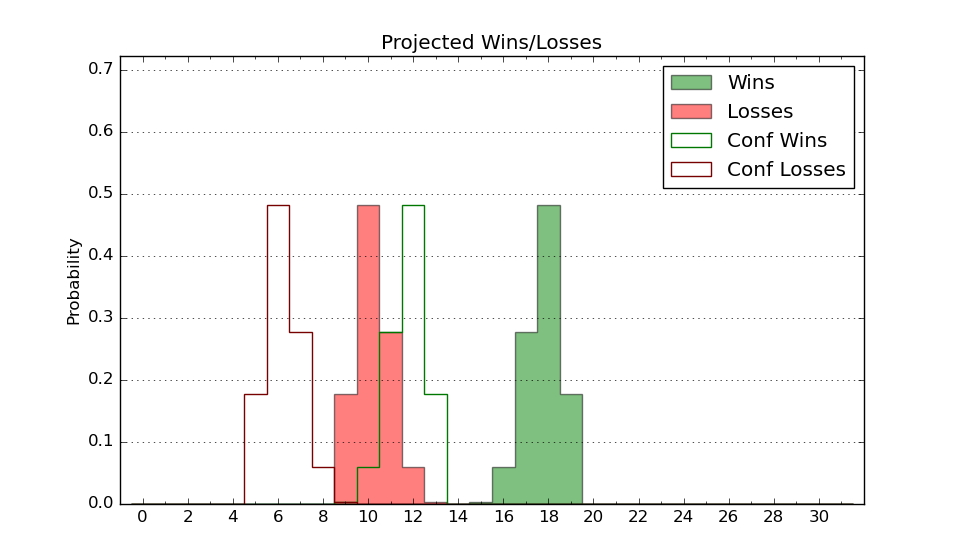 Projected Wins/Losses
Wins
Losses
Conf Wins
Conf Losses
Probability
0.7
0.6
0.5
0.4
0.3
0.2
0.1
0.0
0 2 4 6 8 10 12 14 16 18 20 22 24 26 28 30